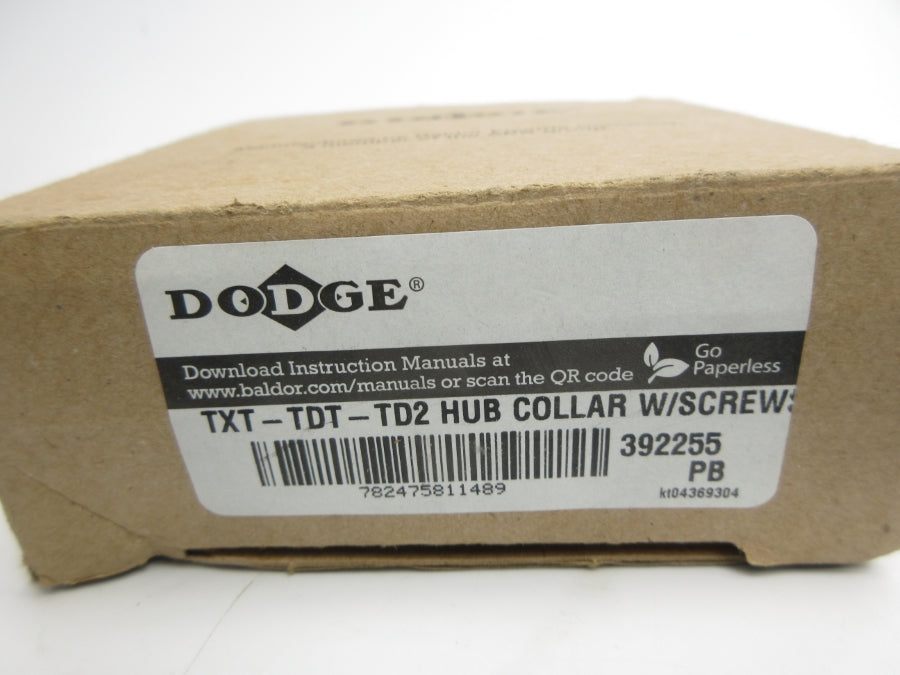 DODGE®
Download Instruction Manuals at
www.baldor.com/manuals or scan the QR code
Go
Paperless
TXT-TDT-TD2 HUB COLLAR W/SCREWS
392255
PB
782475811489
kt04369304